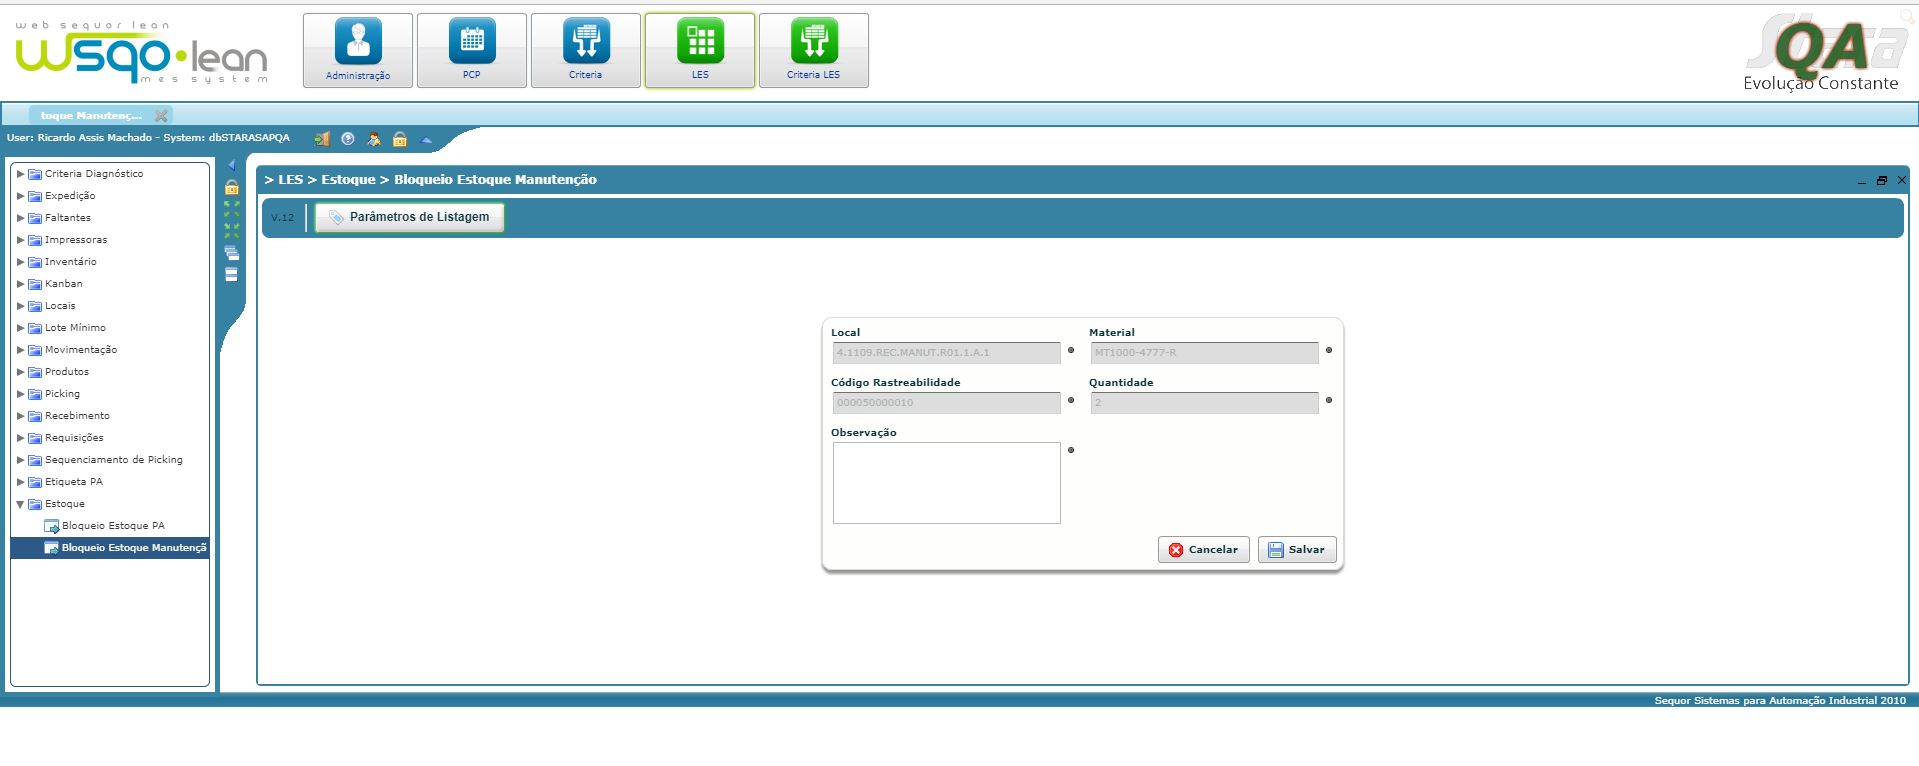 web sequor lean
wsqo•lean
mes system
Administração
PCP
Criteria
LES
Criteria LES
QA
Evolução Constante
toque Manutenç...
User: Ricardo Assis Machado - System: dbSTARASAPQA
Criteria Diagnóstico
Expedição
Faltantes
Impressoras
Inventário
Kanban
Locais
Lote Mínimo
Movimentação
Produtos
Picking
Recebimento
Requisições
Sequenciamento de Picking
Etiqueta PA
Estoque
Bloqueio Estoque PA
Bloqueio Estoque Manutençã
> LES > Estoque > Bloqueio Estoque Manutenção
V.12
Parâmetros de Listagem
Local
Material
4.1109.REC.MANUT.R01.1.A.1
MT1000-4777-R
Código Rastreabilidade
Quantidade
000050000010
2
Observação
Cancelar
Salvar
Sequor Sistemas para Automação Industrial 2010